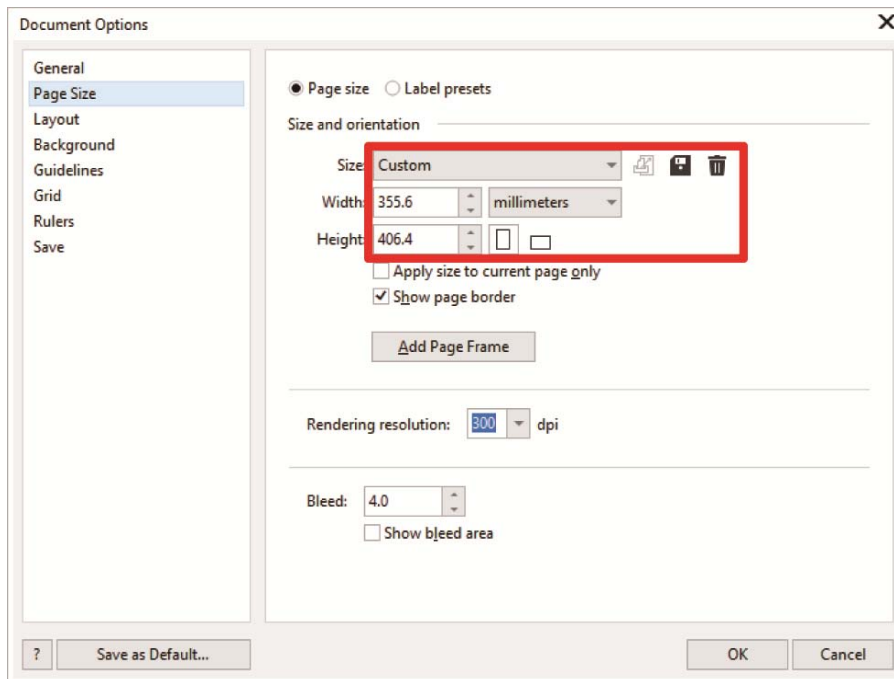 Document Options
General
Page Size
Layout
Background
Guidelines
Grid
Rulers
Save
Page size Label presets
Size and orientation
Size: Custom
Width: 355.6 millimeters
Height: 406.4
Apply size to current page only
Show page border
Add Page Frame
Rendering resolution: 300 dpi
Bleed: 4.0
Show bleed area
? Save as Default... OK Cancel